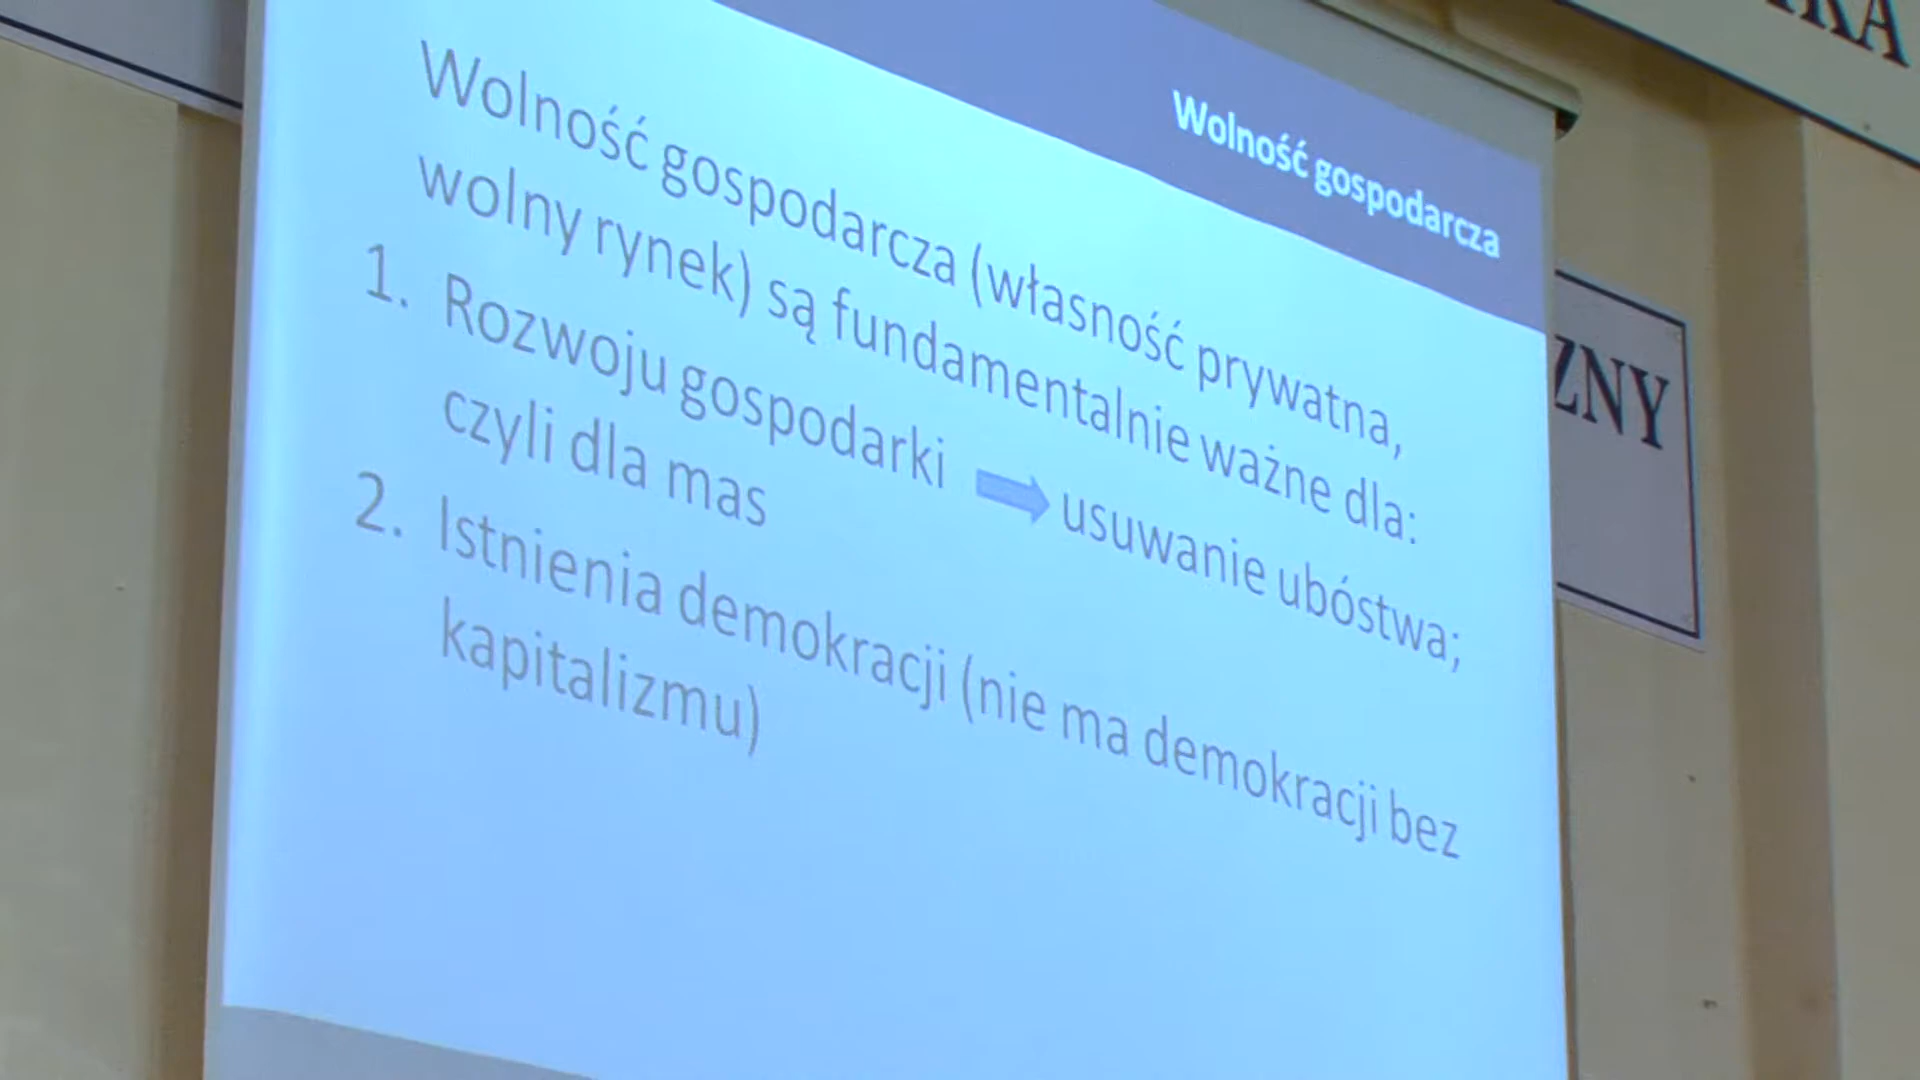 Wolność gospodarcza
Wolność gospodarcza (własność prywatna,
wolny rynek) są fundamentalnie ważne dla:
1. Rozwoju gospodarki usuwanie ubóstwa;
czyli dla mas
2. Istnienia demokracji (nie ma demokracji bez
kapitalizmu)
ZNY